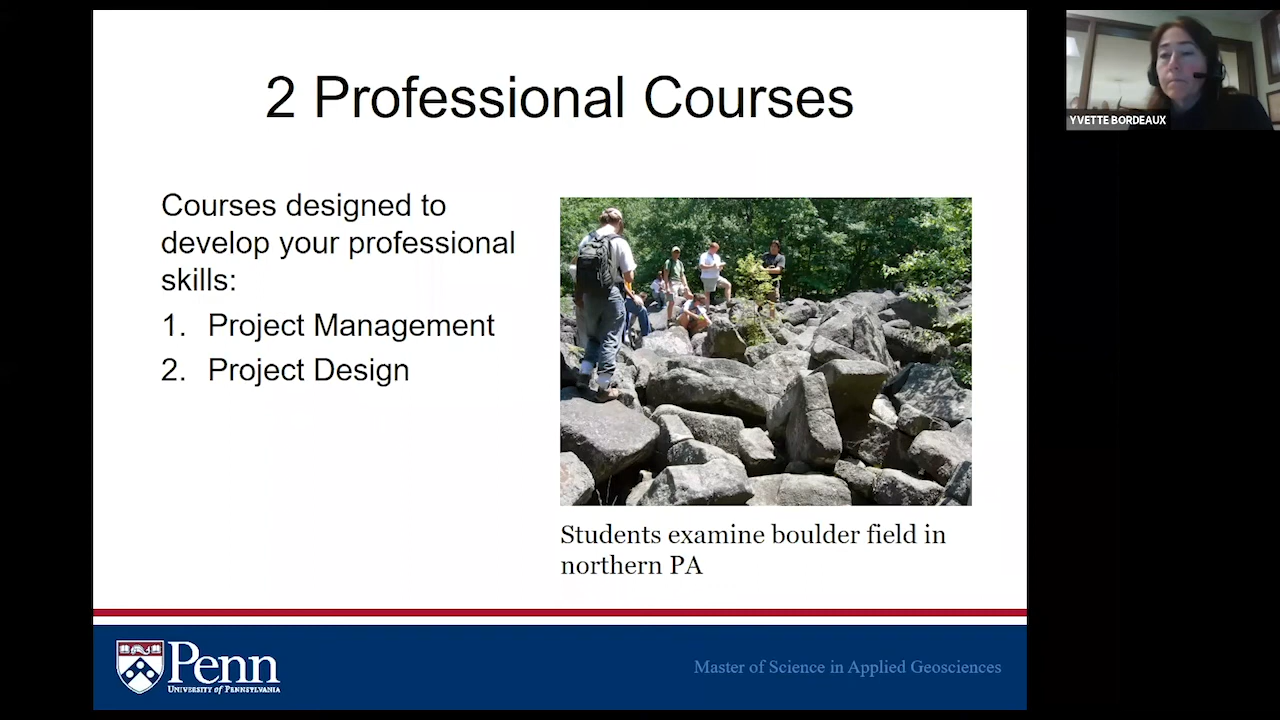 2 Professional Courses
Courses designed to
develop your professional
skills:
1. Project Management
2. Project Design
Students examine boulder field in
northern PA
Penn
UNIVERSITY of PENNSYLVANIA
Master of Science in Applied Geosciences
YVETTE BORDEAUX